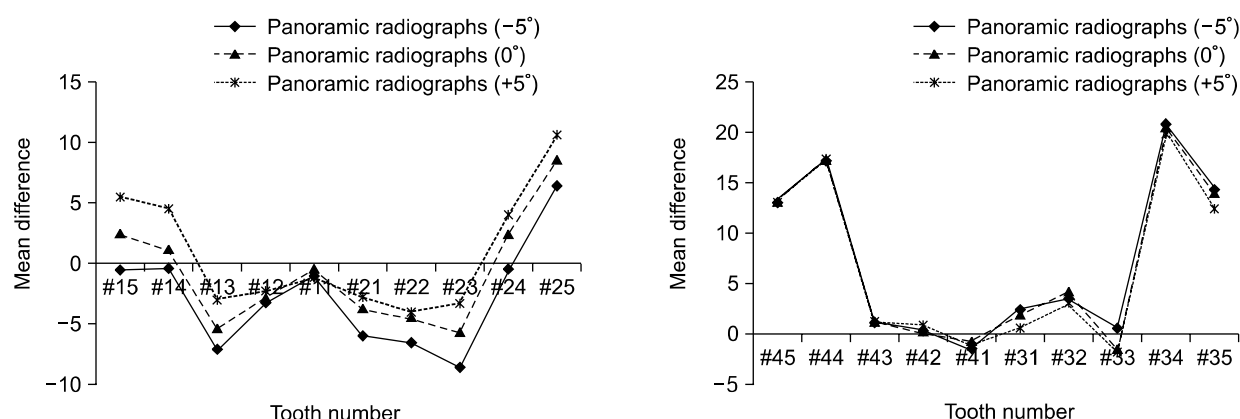 Panoramic radiographs (−5°)
Panoramic radiographs (0°)
Panoramic radiographs (+5°)
15
10
5
0
−5
−10
Mean difference
#15 #14 #13 #12 #11 #21 #22 #23 #24 #25
Tooth number
Panoramic radiographs (−5°)
Panoramic radiographs (0°)
Panoramic radiographs (+5°)
25
20
15
10
5
0
−5
Mean difference
#45 #44 #43 #42 #41 #31 #32 #33 #34 #35
Tooth number